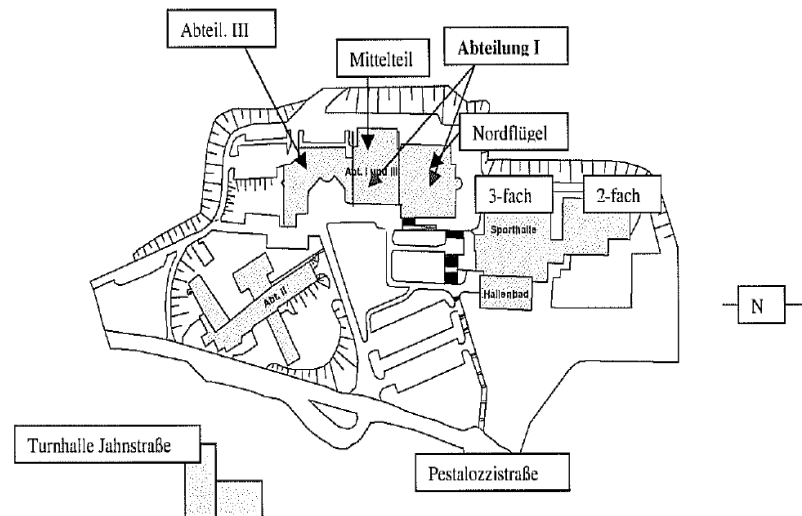 Abteil. III
Mittelteil
Abteilung I
Nordflügel
Abt. I und III
3-fach
2-fach
Sporthalle
Hallenbad
Abt. II
N
Turnhalle Jahnstraße
Pestalozzistraße